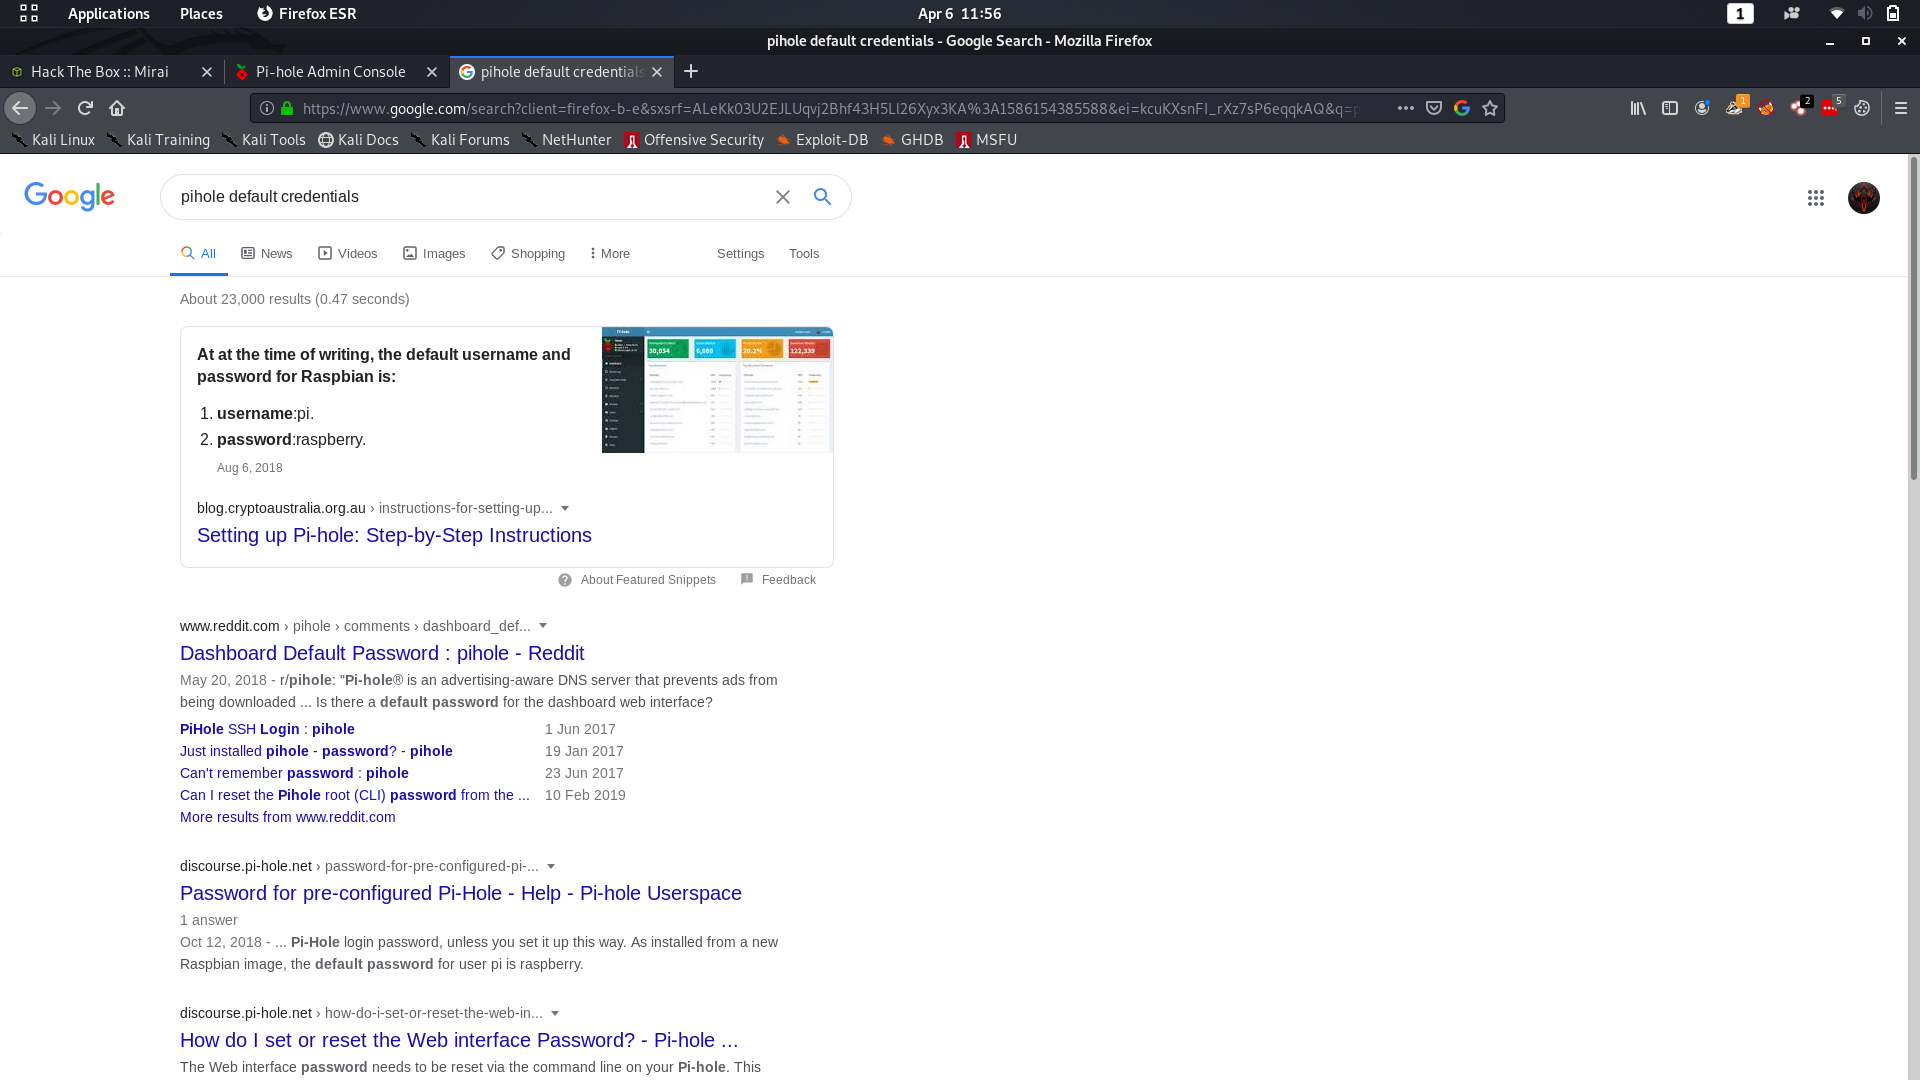 Applications Places Firefox ESR Apr 6 11:56 1
pihole default credentials - Google Search - Mozilla Firefox
Hack The Box :: Mirai Pi-hole Admin Console pihole default credentials
https://www.google.com/search?client=firefox-b-e&sxsrf=ALeKk03U2EJLUqvj2Bhf43H5Ll26Xyx3KA%3A1586154385588&ei=kcuKXsnFI_rXz7sP6eqqkAQ&q=p 1 2 5
Kali Linux Kali Training Kali Tools Kali Docs Kali Forums NetHunter Offensive Security Exploit-DB GHDB MSFU
Google pihole default credentials
All News Videos Images Shopping More Settings Tools
About 23,000 results (0.47 seconds)
At at the time of writing, the default username and
password for Raspbian is:
1. username:pi.
2. password:raspberry.
Aug 6, 2018
Pi-hole
30,054 6,080 20.2% 122,339
blog.cryptoaustralia.org.au › instructions-for-setting-up...
Setting up Pi-hole: Step-by-Step Instructions
About Featured Snippets Feedback
www.reddit.com › pihole › comments › dashboard_def...
Dashboard Default Password : pihole - Reddit
May 20, 2018 - r/pihole: "Pi-hole® is an advertising-aware DNS server that prevents ads from
being downloaded ... Is there a default password for the dashboard web interface?
PiHole SSH Login : pihole 1 Jun 2017
Just installed pihole - password? - pihole 19 Jan 2017
Can't remember password : pihole 23 Jun 2017
Can I reset the Pihole root (CLI) password from the ... 10 Feb 2019
More results from www.reddit.com
discourse.pi-hole.net › password-for-pre-configured-pi-...
Password for pre-configured Pi-Hole - Help - Pi-hole Userspace
1 answer
Oct 12, 2018 - ... Pi-Hole login password, unless you set it up this way. As installed from a new
Raspbian image, the default password for user pi is raspberry.
discourse.pi-hole.net › how-do-i-set-or-reset-the-web-in...
How do I set or reset the Web interface Password? - Pi-hole ...
The Web interface password needs to be reset via the command line on your Pi-hole. This